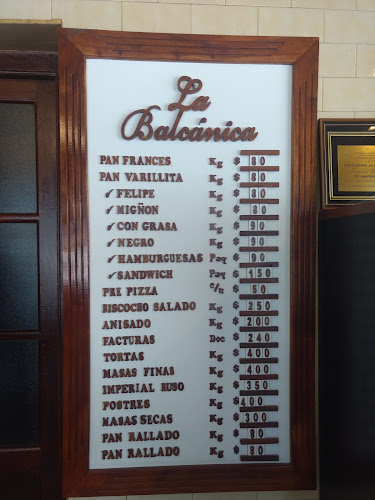 La
Balcánica
PAN FRANCES Kg $ 80
PAN VARILLITA Kg $ 80
✓FELIPE Kg $ 80
✓MIGÑON Kg $ 80
✓CON GRASA Kg $ 90
✓NEGRO Kg $ 90
✓HAMBURGUESAS Paq $ 90
✓SANDWICH Paq $ 150
PRE PIZZA c/u $ 50
BISCOCHO SALADO Kg $ 250
ANISADO Kg $ 200
FACTURAS Doc $ 240
TORTAS Kg $ 400
MASAS FINAS Kg $ 400
IMPERIAL RUSO Kg $ 350
POSTRES Kg $400
MASAS SECAS Kg $ 300
PAN RALLADO Kg $ 80
PAN RALLADO Kg $ 80